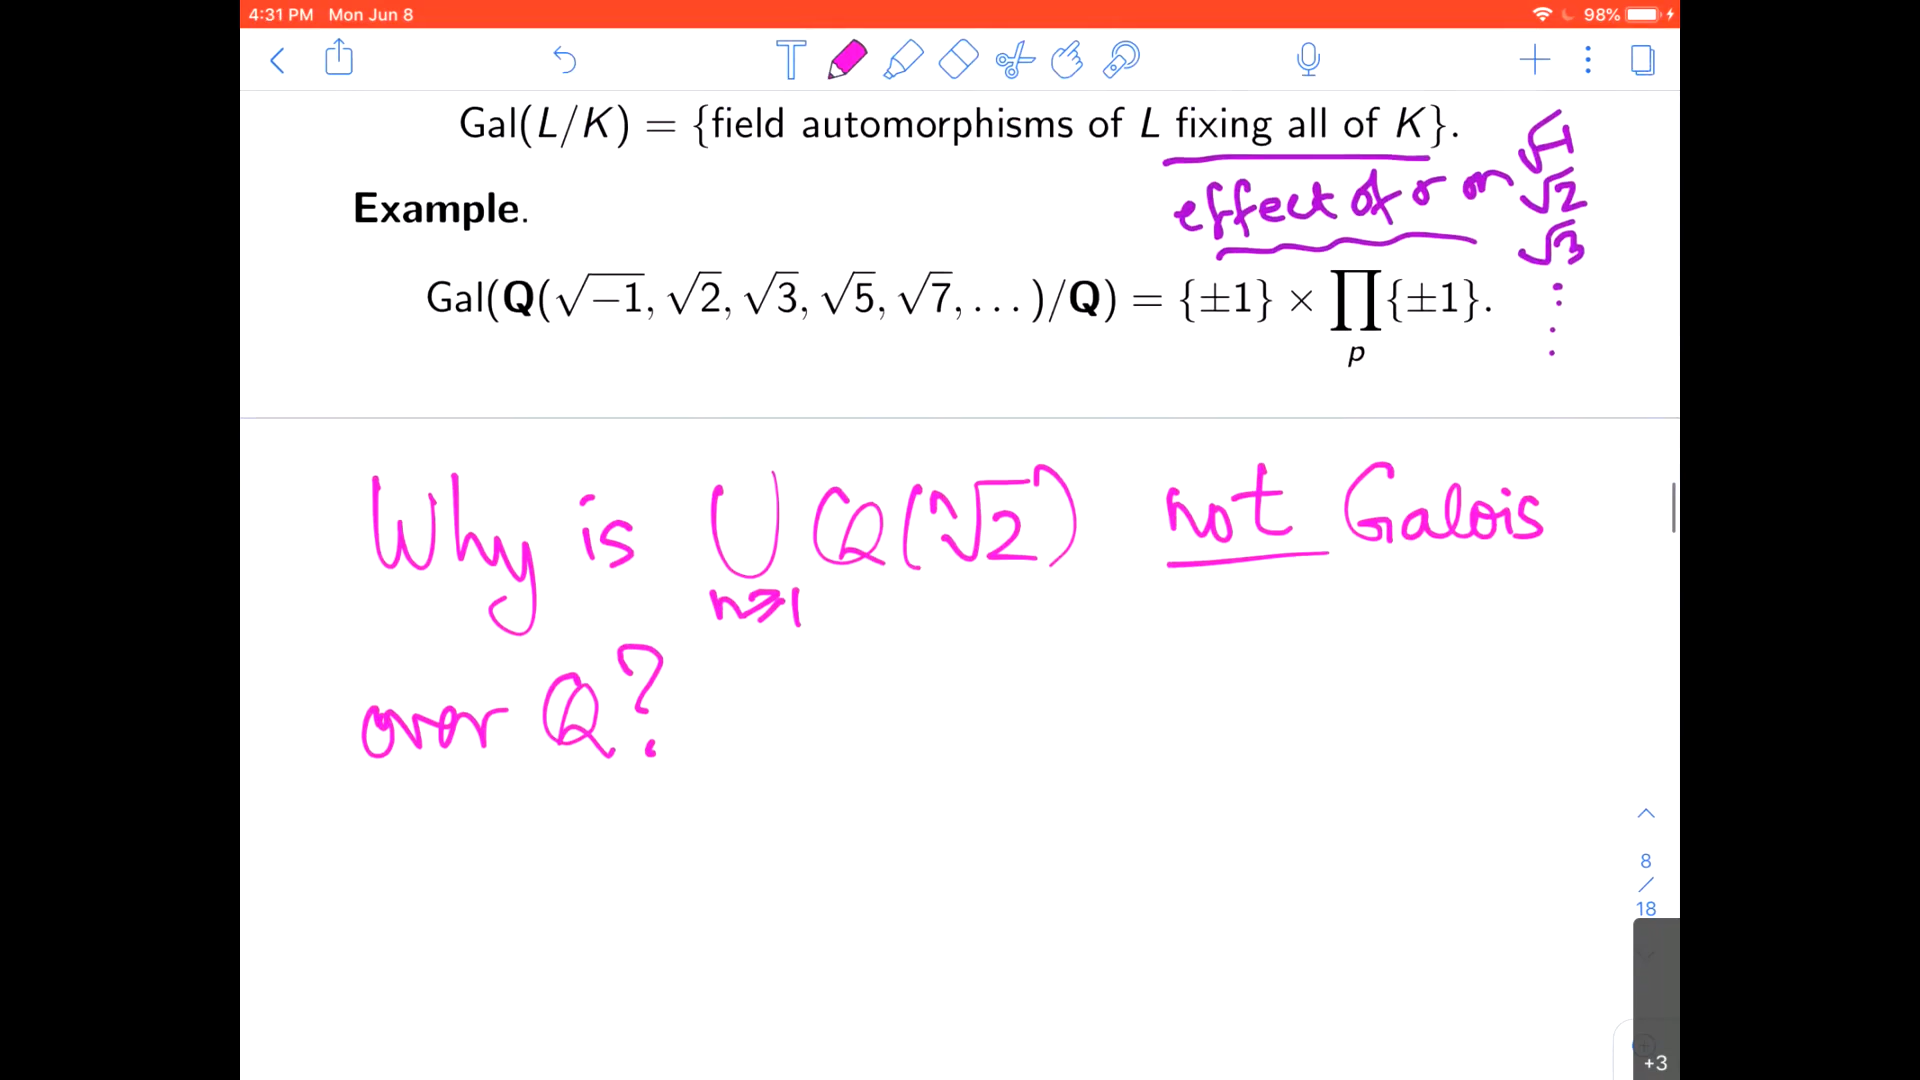 4:31 PM Mon Jun 8 98%
Gal(L/K) = {field automorphisms of L fixing all of K}.
effect of σ on √-1
√2
√3
Example.
Gal(Q(√−1, √2, √3, √5, √7, ...)/Q) = {±1} × ∏ {±1}.
p
Why is ⋃ Q(ⁿ√2) not Galois
n≥1
over Q?
8
/
18
+3